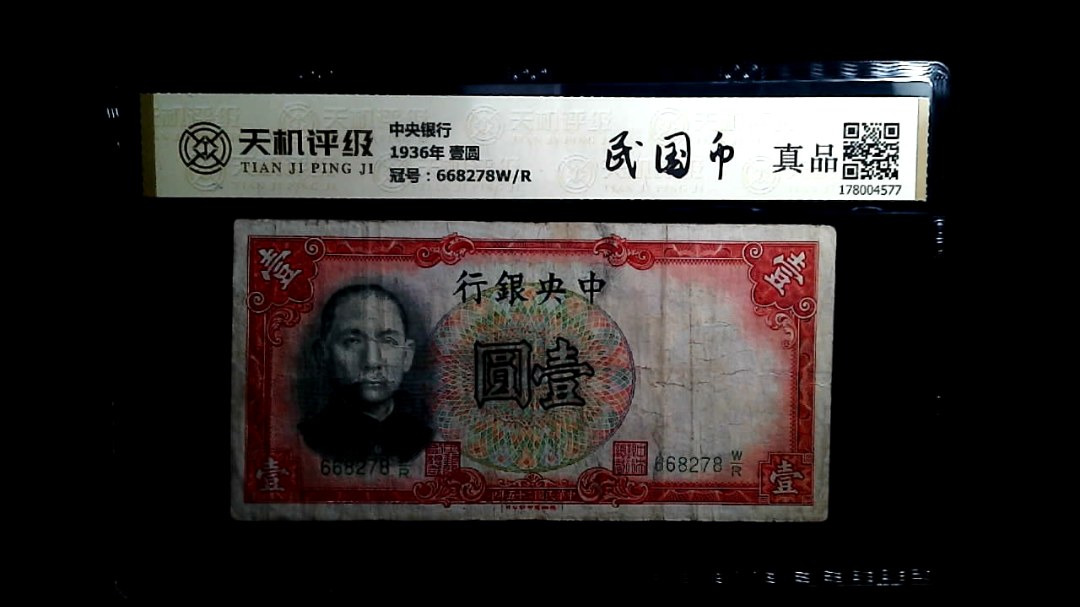 天机评级
TIAN JI PING JI
中央银行
1936年 壹圆
冠号：668278W/R
民国币
真品
178004577
壹
壹
行銀央中
圓壹
668278 W/R
668278 W/R
壹
壹